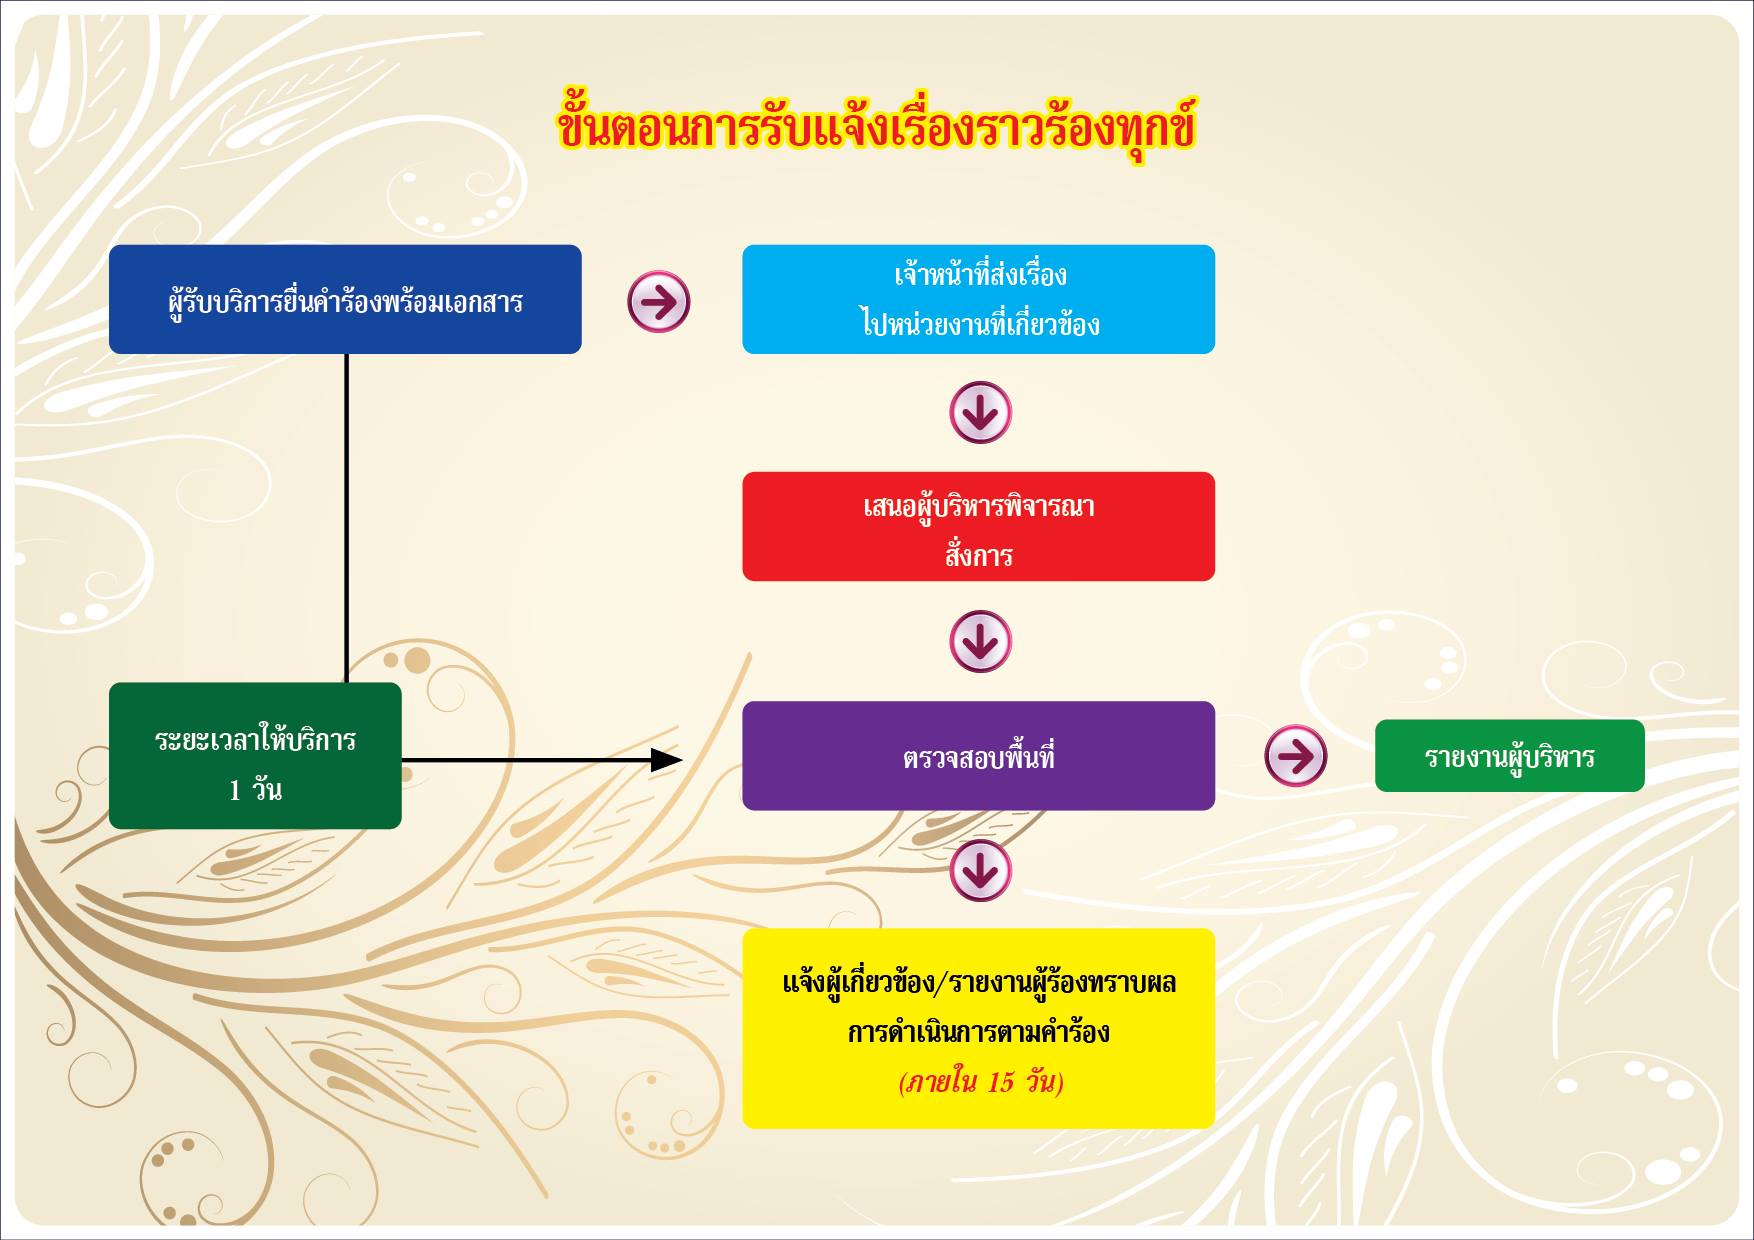 ขั้นตอนการรับแจ้งเรื่องราวร้องทุกข์
ผู้รับบริการยื่นคำร้องพร้อมเอกสาร
เจ้าหน้าที่ส่งเรื่อง
ไปหน่วยงานที่เกี่ยวข้อง
เสนอผู้บริหารพิจารณา
สั่งการ
ระยะเวลาให้บริการ
1 วัน
ตรวจสอบพื้นที่
รายงานผู้บริหาร
แจ้งผู้เกี่ยวข้อง/รายงานผู้ร้องทราบผล
การดำเนินการตามคำร้อง
(ภายใน 15 วัน)